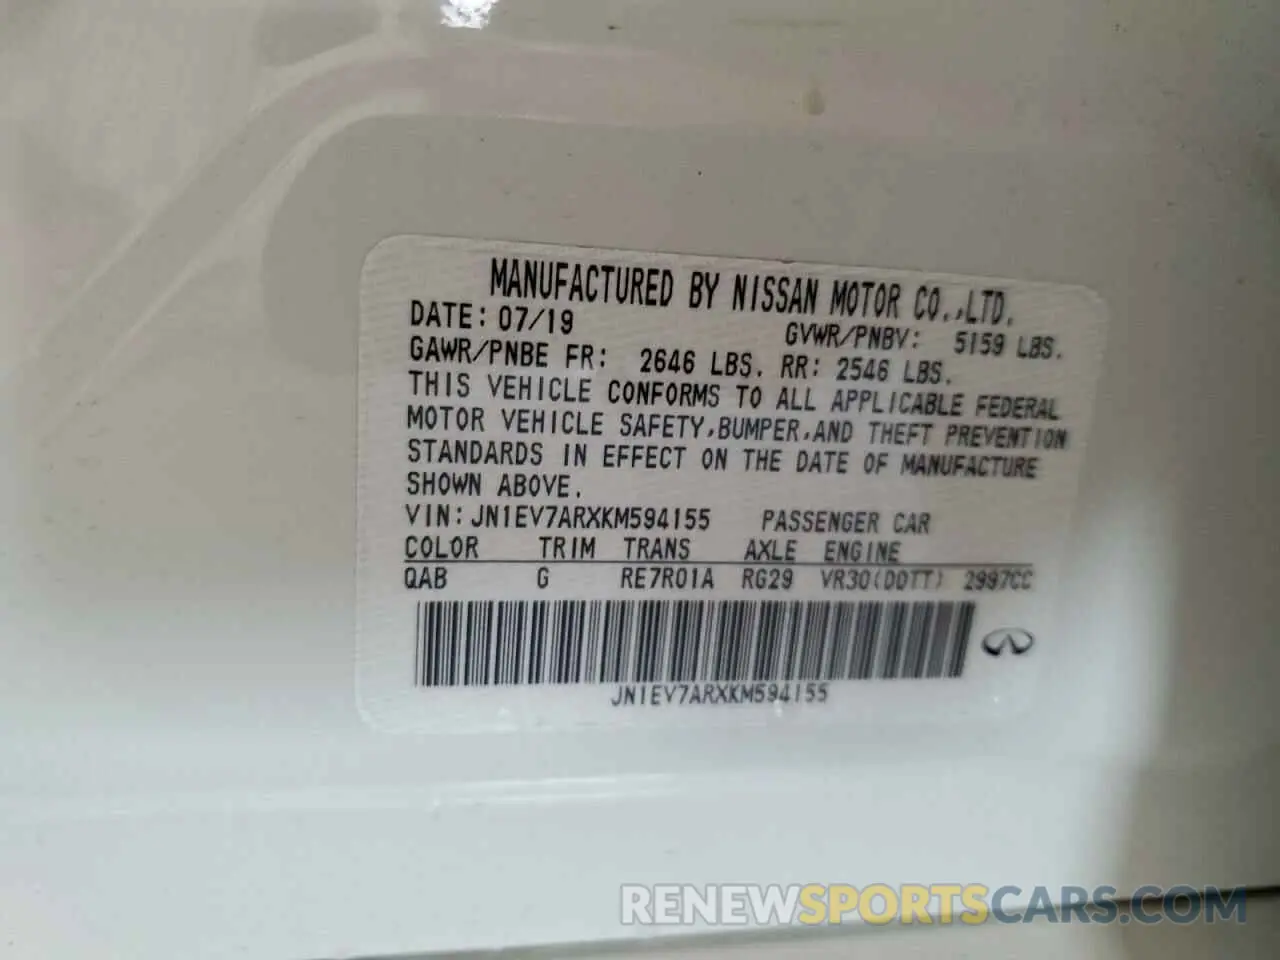 MANUFACTURED BY NISSAN MOTOR CO.,LTD.
DATE: 07/19 GVWR/PNBV: 5159 LBS.
GAWR/PNBE FR: 2646 LBS. RR: 2546 LBS.
THIS VEHICLE CONFORMS TO ALL APPLICABLE FEDERAL
MOTOR VEHICLE SAFETY,BUMPER,AND THEFT PREVENTION
STANDARDS IN EFFECT ON THE DATE OF MANUFACTURE
SHOWN ABOVE.
VIN: JN1EV7ARXKM594155 PASSENGER CAR
COLOR TRIM TRANS AXLE ENGINE
QAB G RE7R01A RG29 VR30(DDTT) 2997CC
JN1EV7ARXKM594155
RENEWSPORTSCARS.COM